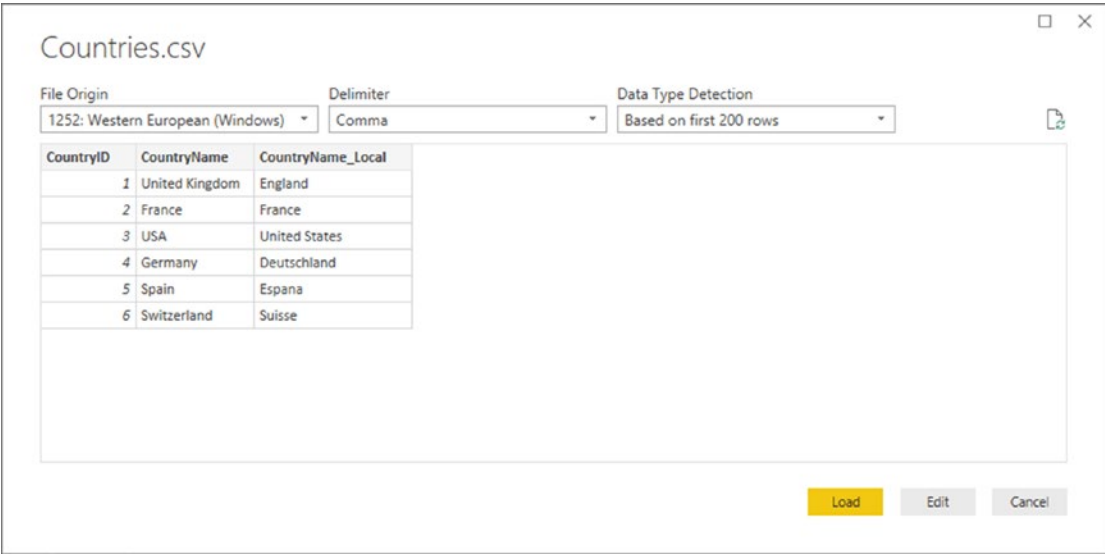 Countries.csv
File Origin Delimiter Data Type Detection
1252: Western European (Windows) Comma Based on first 200 rows
CountryID CountryName CountryName_Local
1 United Kingdom England
2 France France
3 USA United States
4 Germany Deutschland
5 Spain Espana
6 Switzerland Suisse
Load Edit Cancel